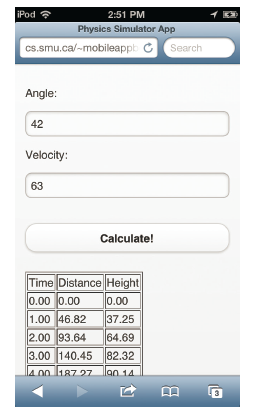 iPod 2:51 PM
Physics Simulator App
cs.smu.ca/~mobileappb Search
Angle:
42
Velocity:
63
Calculate!
Time Distance Height
0.00 0.00 0.00
1.00 46.82 37.25
2.00 93.64 64.69
3.00 140.45 82.32
4.00 187.27 90.14
3